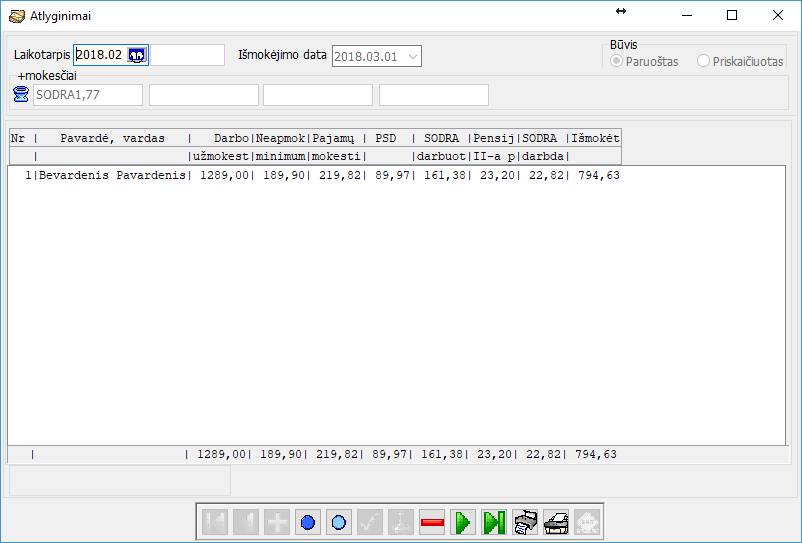 Atlyginimai
Laikotarpis 2018.02 Išmokėjimo data 2018.03.01
Būvis
Paruoštas Priskaičiuotas
+mokesčiai
SODRA1,77
Nr | Pavardė, vardas | Darbo|Neapmok|Pajamų | PSD | SODRA |Pensij|SODRA |Išmokėt
| |užmokest|minimum|mokesti| |darbuot|II-a p|darbda|
1|Bevardenis Pavardenis| 1289,00| 189,90| 219,82| 89,97| 161,38| 23,20| 22,82| 794,63
| | 1289,00| 189,90| 219,82| 89,97| 161,38| 23,20| 22,82| 794,63